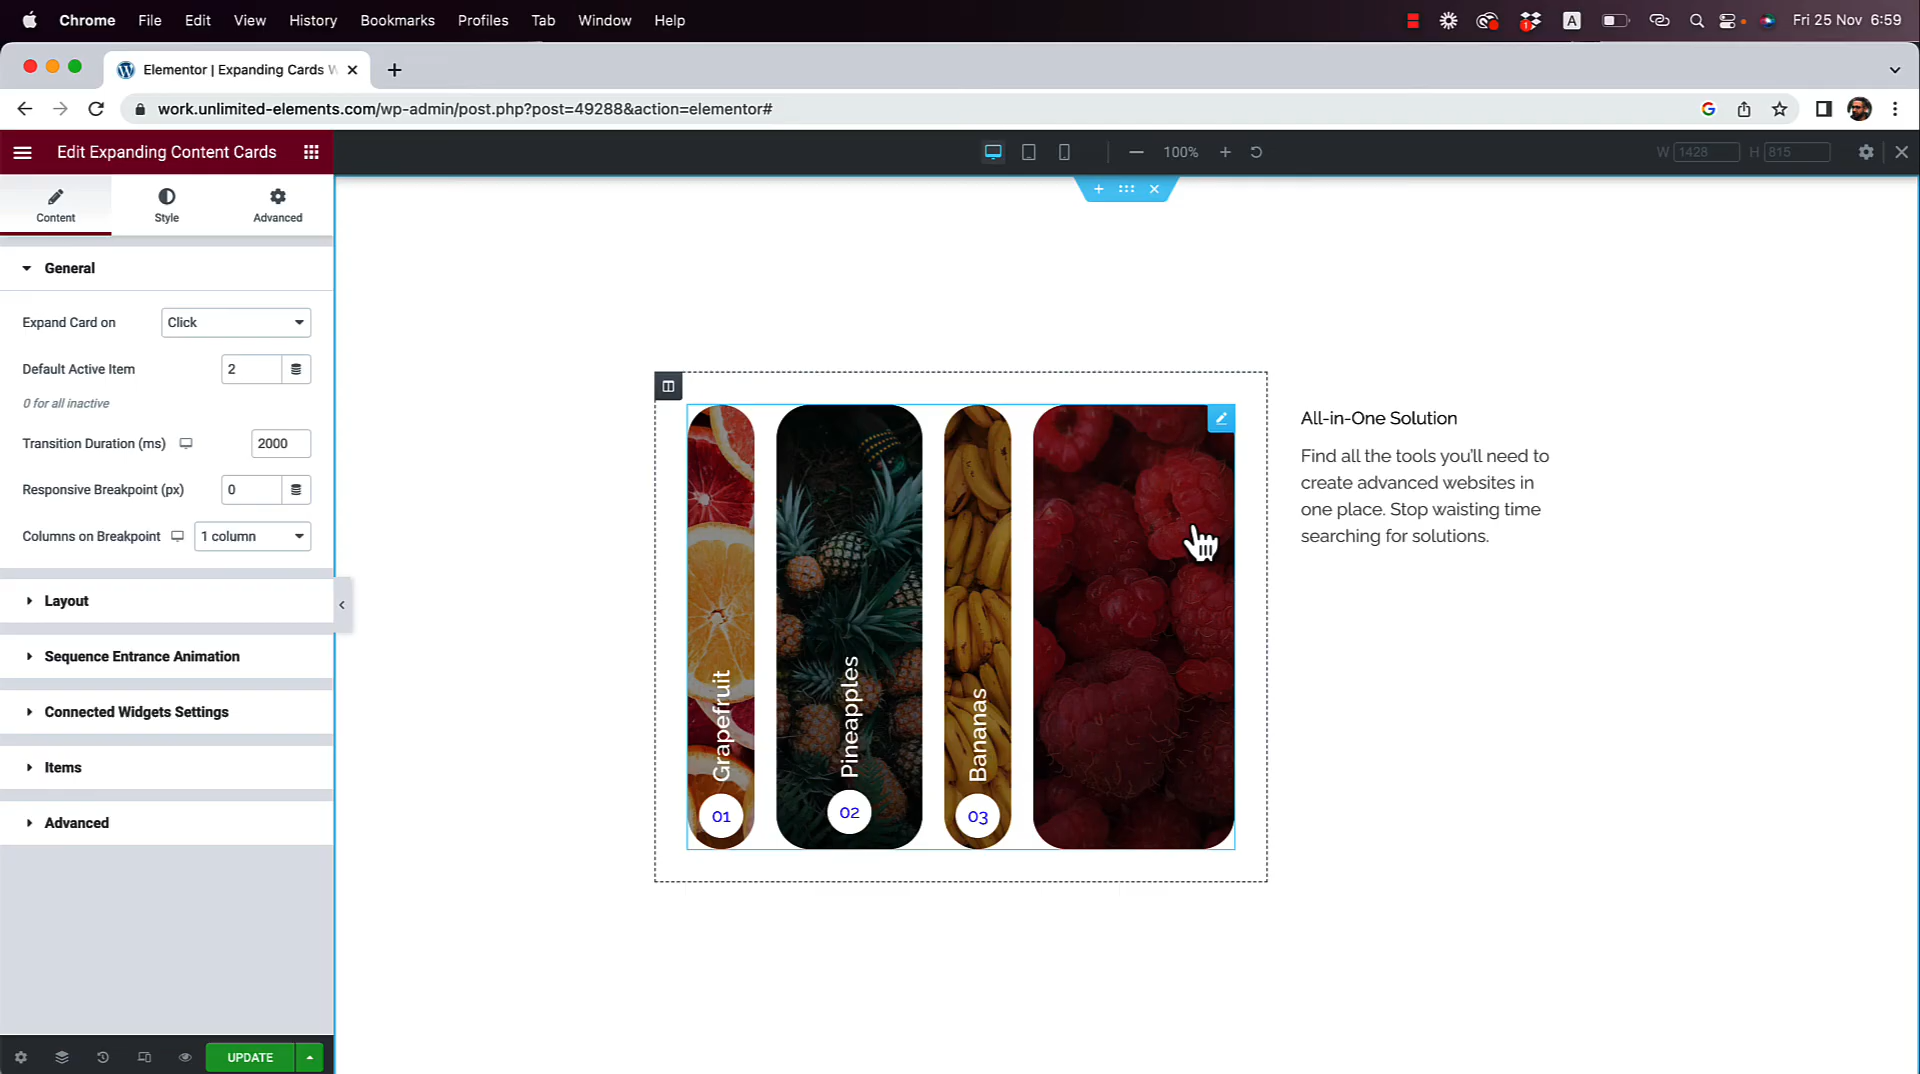 Chrome File Edit View History Bookmarks Profiles Tab Window Help
A Fri 25 Nov 6:59
Elementor | Expanding Cards W
work.unlimited-elements.com/wp-admin/post.php?post=49288&action=elementor#
Edit Expanding Content Cards
100%
W 1428 H 815
Content Style Advanced
General
Expand Card on Click
Default Active Item 2
0 for all inactive
Transition Duration (ms) 2000
Responsive Breakpoint (px) 0
Columns on Breakpoint 1 column
Layout
Sequence Entrance Animation
Connected Widgets Settings
Items
Advanced
UPDATE
Grapefruit
01
Pineapples
02
Bananas
03
All-in-One Solution
Find all the tools you'll need to
create advanced websites in
one place. Stop waisting time
searching for solutions.